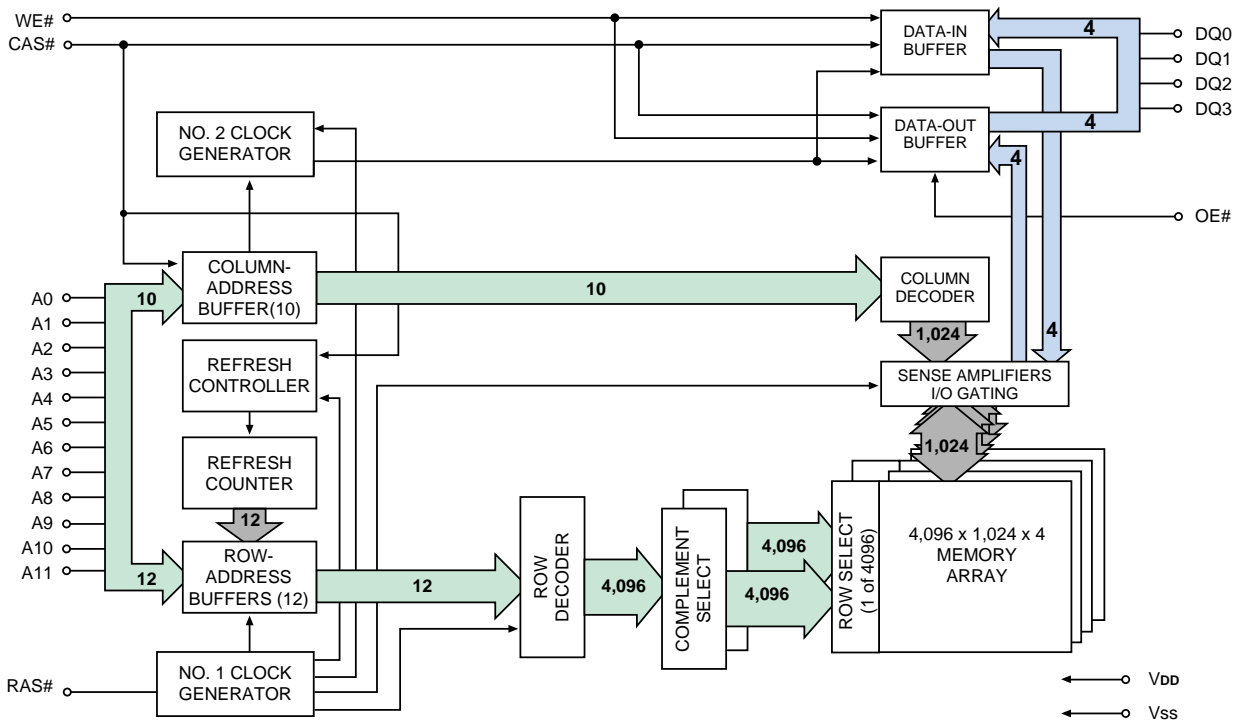 WE#
CAS#
DATA-IN
BUFFER
4
DQ0
DQ1
DQ2
DQ3
NO. 2 CLOCK
GENERATOR
DATA-OUT
BUFFER
4
4
OE#
COLUMN-
ADDRESS
BUFFER(10)
10
10
COLUMN
DECODER
1,024
4
A0
A1
A2
A3
A4
A5
A6
A7
A8
A9
A10
A11
REFRESH
CONTROLLER
SENSE AMPLIFIERS
I/O GATING
1,024
REFRESH
COUNTER
12
12
ROW-
ADDRESS
BUFFERS (12)
12
ROW
DECODER
4,096
COMPLEMENT
SELECT
4,096
4,096
ROW SELECT
(1 of 4096)
4,096 x 1,024 x 4
MEMORY
ARRAY
RAS#
NO. 1 CLOCK
GENERATOR
VDD
Vss